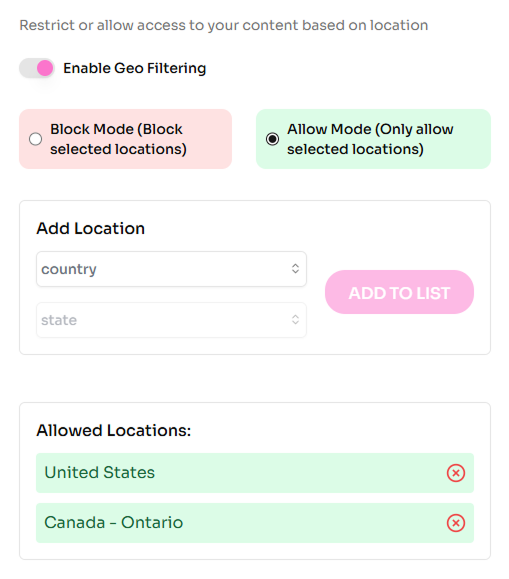 Restrict or allow access to your content based on location
Enable Geo Filtering
Block Mode (Block
selected locations)
Allow Mode (Only allow
selected locations)
Add Location
country
state
ADD TO LIST
Allowed Locations:
United States
Canada - Ontario